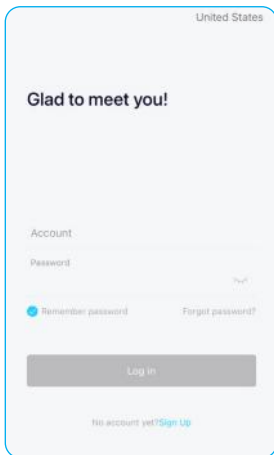 United States
Glad to meet you!
Account
Password
Remember password Forgot password?
Log in
No account yet?Sign Up